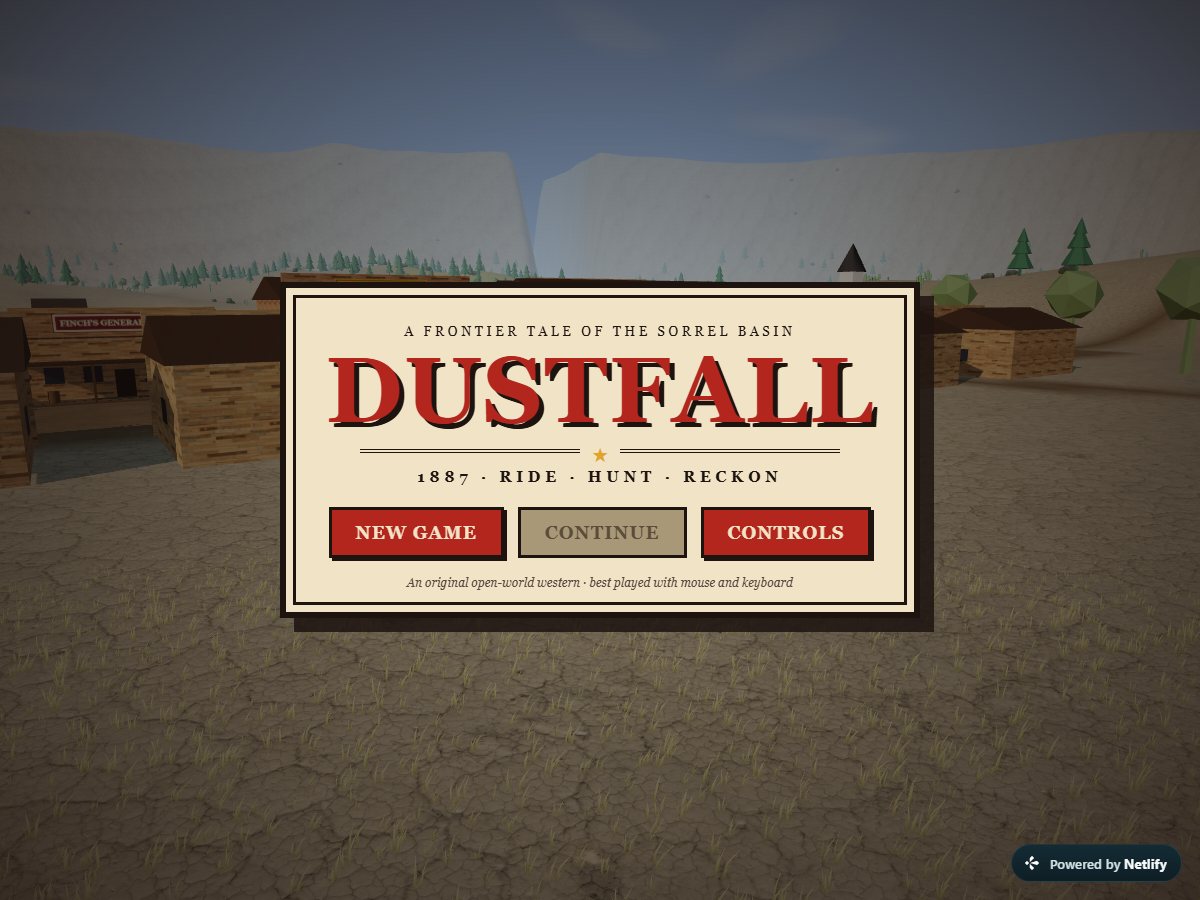 FINCH'S GENERAL
A FRONTIER TALE OF THE SORREL BASIN
DUSTFALL
1887 · RIDE · HUNT · RECKON
NEW GAME
CONTINUE
CONTROLS
An original open-world western · best played with mouse and keyboard
Powered by Netlify